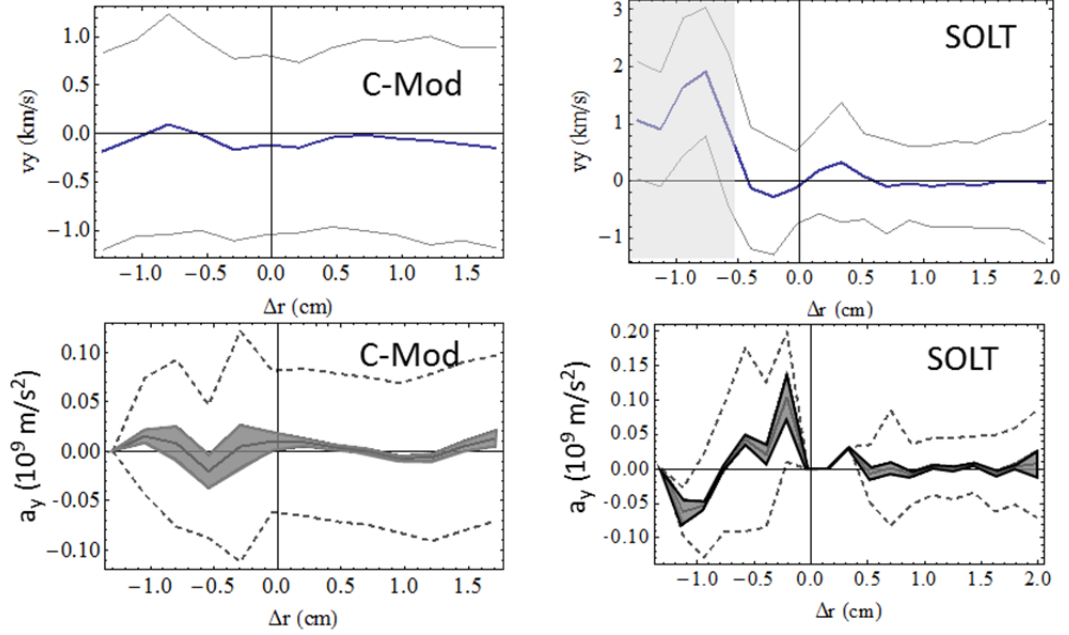 C-Mod
vy (km/s)
1.0
0.5
0.0
−0.5
−1.0
−1.0 −0.5 0.0 0.5 1.0 1.5
Δr (cm)
SOLT
vy (km/s)
3
2
1
0
−1
−1.0 −0.5 0.0 0.5 1.0 1.5 2.0
Δr (cm)
C-Mod
ay (10⁹ m/s²)
0.10
0.05
0.00
−0.05
−0.10
−1.0 −0.5 0.0 0.5 1.0 1.5
Δr (cm)
SOLT
ay (10⁹ m/s²)
0.20
0.15
0.10
0.05
0.00
-0.05
-0.10
−1.0 −0.5 0.0 0.5 1.0 1.5 2.0
Δr (cm)